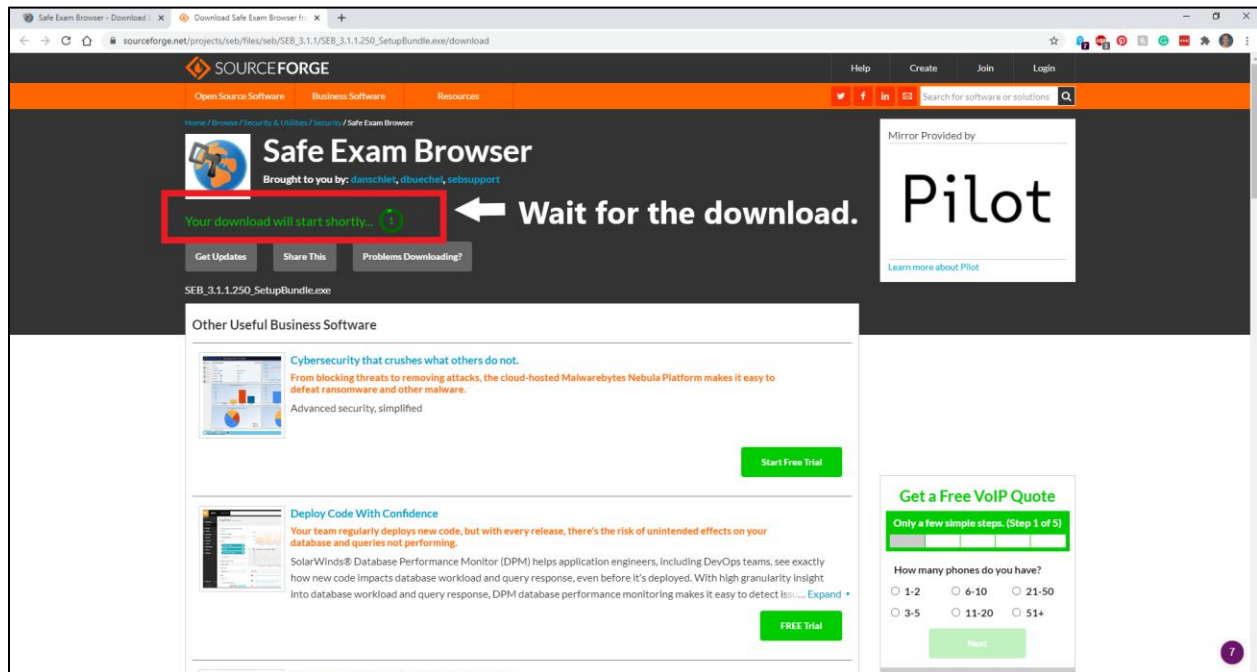 Safe Exam Browser - Download
Download Safe Exam Browser fr
sourceforge.net/projects/seb/files/seb/SEB_3.1.1/SEB_3.1.1.250_SetupBundle.exe/download
SOURCEFORGE
Help Create Join Login
Open Source Software Business Software Resources
Search for software or solutions
Home / Browse / Security & Utilities / Security / Safe Exam Browser
Safe Exam Browser
Brought to you by: danschlet, dbuechel, sebsupport
Your download will start shortly... 1
Wait for the download.
Get Updates Share This Problems Downloading?
SEB_3.1.1.250_SetupBundle.exe
Mirror Provided by
Pilot
Learn more about Pilot
Other Useful Business Software
Cybersecurity that crushes what others do not.
From blocking threats to removing attacks, the cloud-hosted Malwarebytes Nebula Platform makes it easy to
defeat ransomware and other malware.
Advanced security, simplified
Start Free Trial
Deploy Code With Confidence
Your team regularly deploys new code, but with every release, there's the risk of unintended effects on your
database and queries not performing.
SolarWinds® Database Performance Monitor (DPM) helps application engineers, including DevOps teams, see exactly
how new code impacts database workload and query response, even before it's deployed. With high granularity insight
into database workload and query response, DPM database performance monitoring makes it easy to detect issu... Expand
FREE Trial
Get a Free VoIP Quote
Only a few simple steps. (Step 1 of 5)
How many phones do you have?
1-2 6-10 21-50
3-5 11-20 51+
Next
7